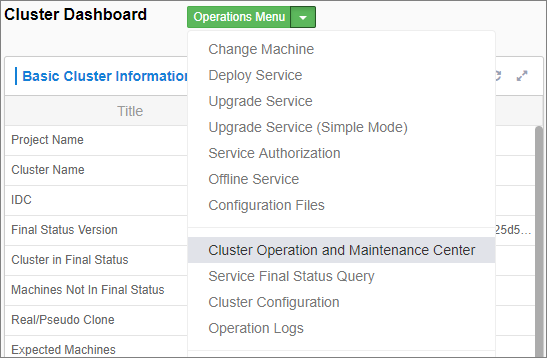 Cluster Dashboard
Operations Menu
Change Machine
Deploy Service
Upgrade Service
Upgrade Service (Simple Mode)
Service Authorization
Offline Service
Configuration Files
Cluster Operation and Maintenance Center
Service Final Status Query
Cluster Configuration
Operation Logs
Basic Cluster Information
Title
Project Name
Cluster Name
IDC
Final Status Version
25d5...
Cluster in Final Status
Machines Not In Final Status
Real/Pseudo Clone
Expected Machines